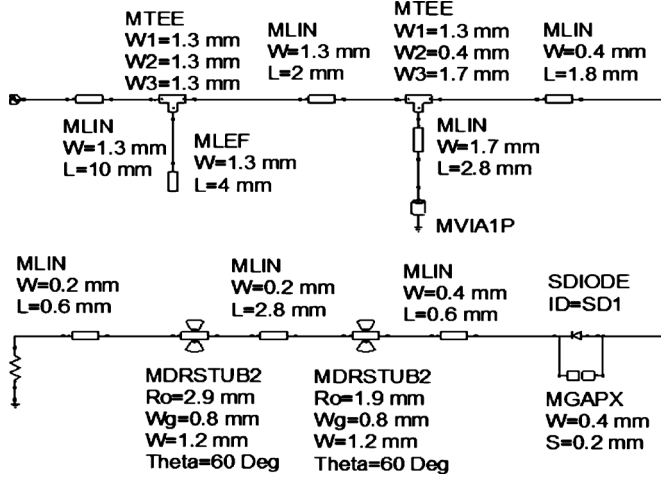 MTEE
W1=1.3 mm
W2=1.3 mm
W3=1.3 mm
MLIN
W=1.3 mm
L=2 mm
MTEE
W1=1.3 mm
W2=0.4 mm
W3=1.7 mm
MLIN
W=0.4 mm
L=1.8 mm
MLIN
W=1.3 mm
L=10 mm
MLEF
W=1.3 mm
L=4 mm
MLIN
W=1.7 mm
L=2.8 mm
MVIA1P
MLIN
W=0.2 mm
L=0.6 mm
MLIN
W=0.2 mm
L=2.8 mm
MLIN
W=0.4 mm
L=0.6 mm
SDIODE
ID=SD1
MDRSTUB2
Ro=2.9 mm
Wg=0.8 mm
W=1.2 mm
Theta=60 Deg
MDRSTUB2
Ro=1.9 mm
Wg=0.8 mm
W=1.2 mm
Theta=60 Deg
MGAPX
W=0.4 mm
S=0.2 mm